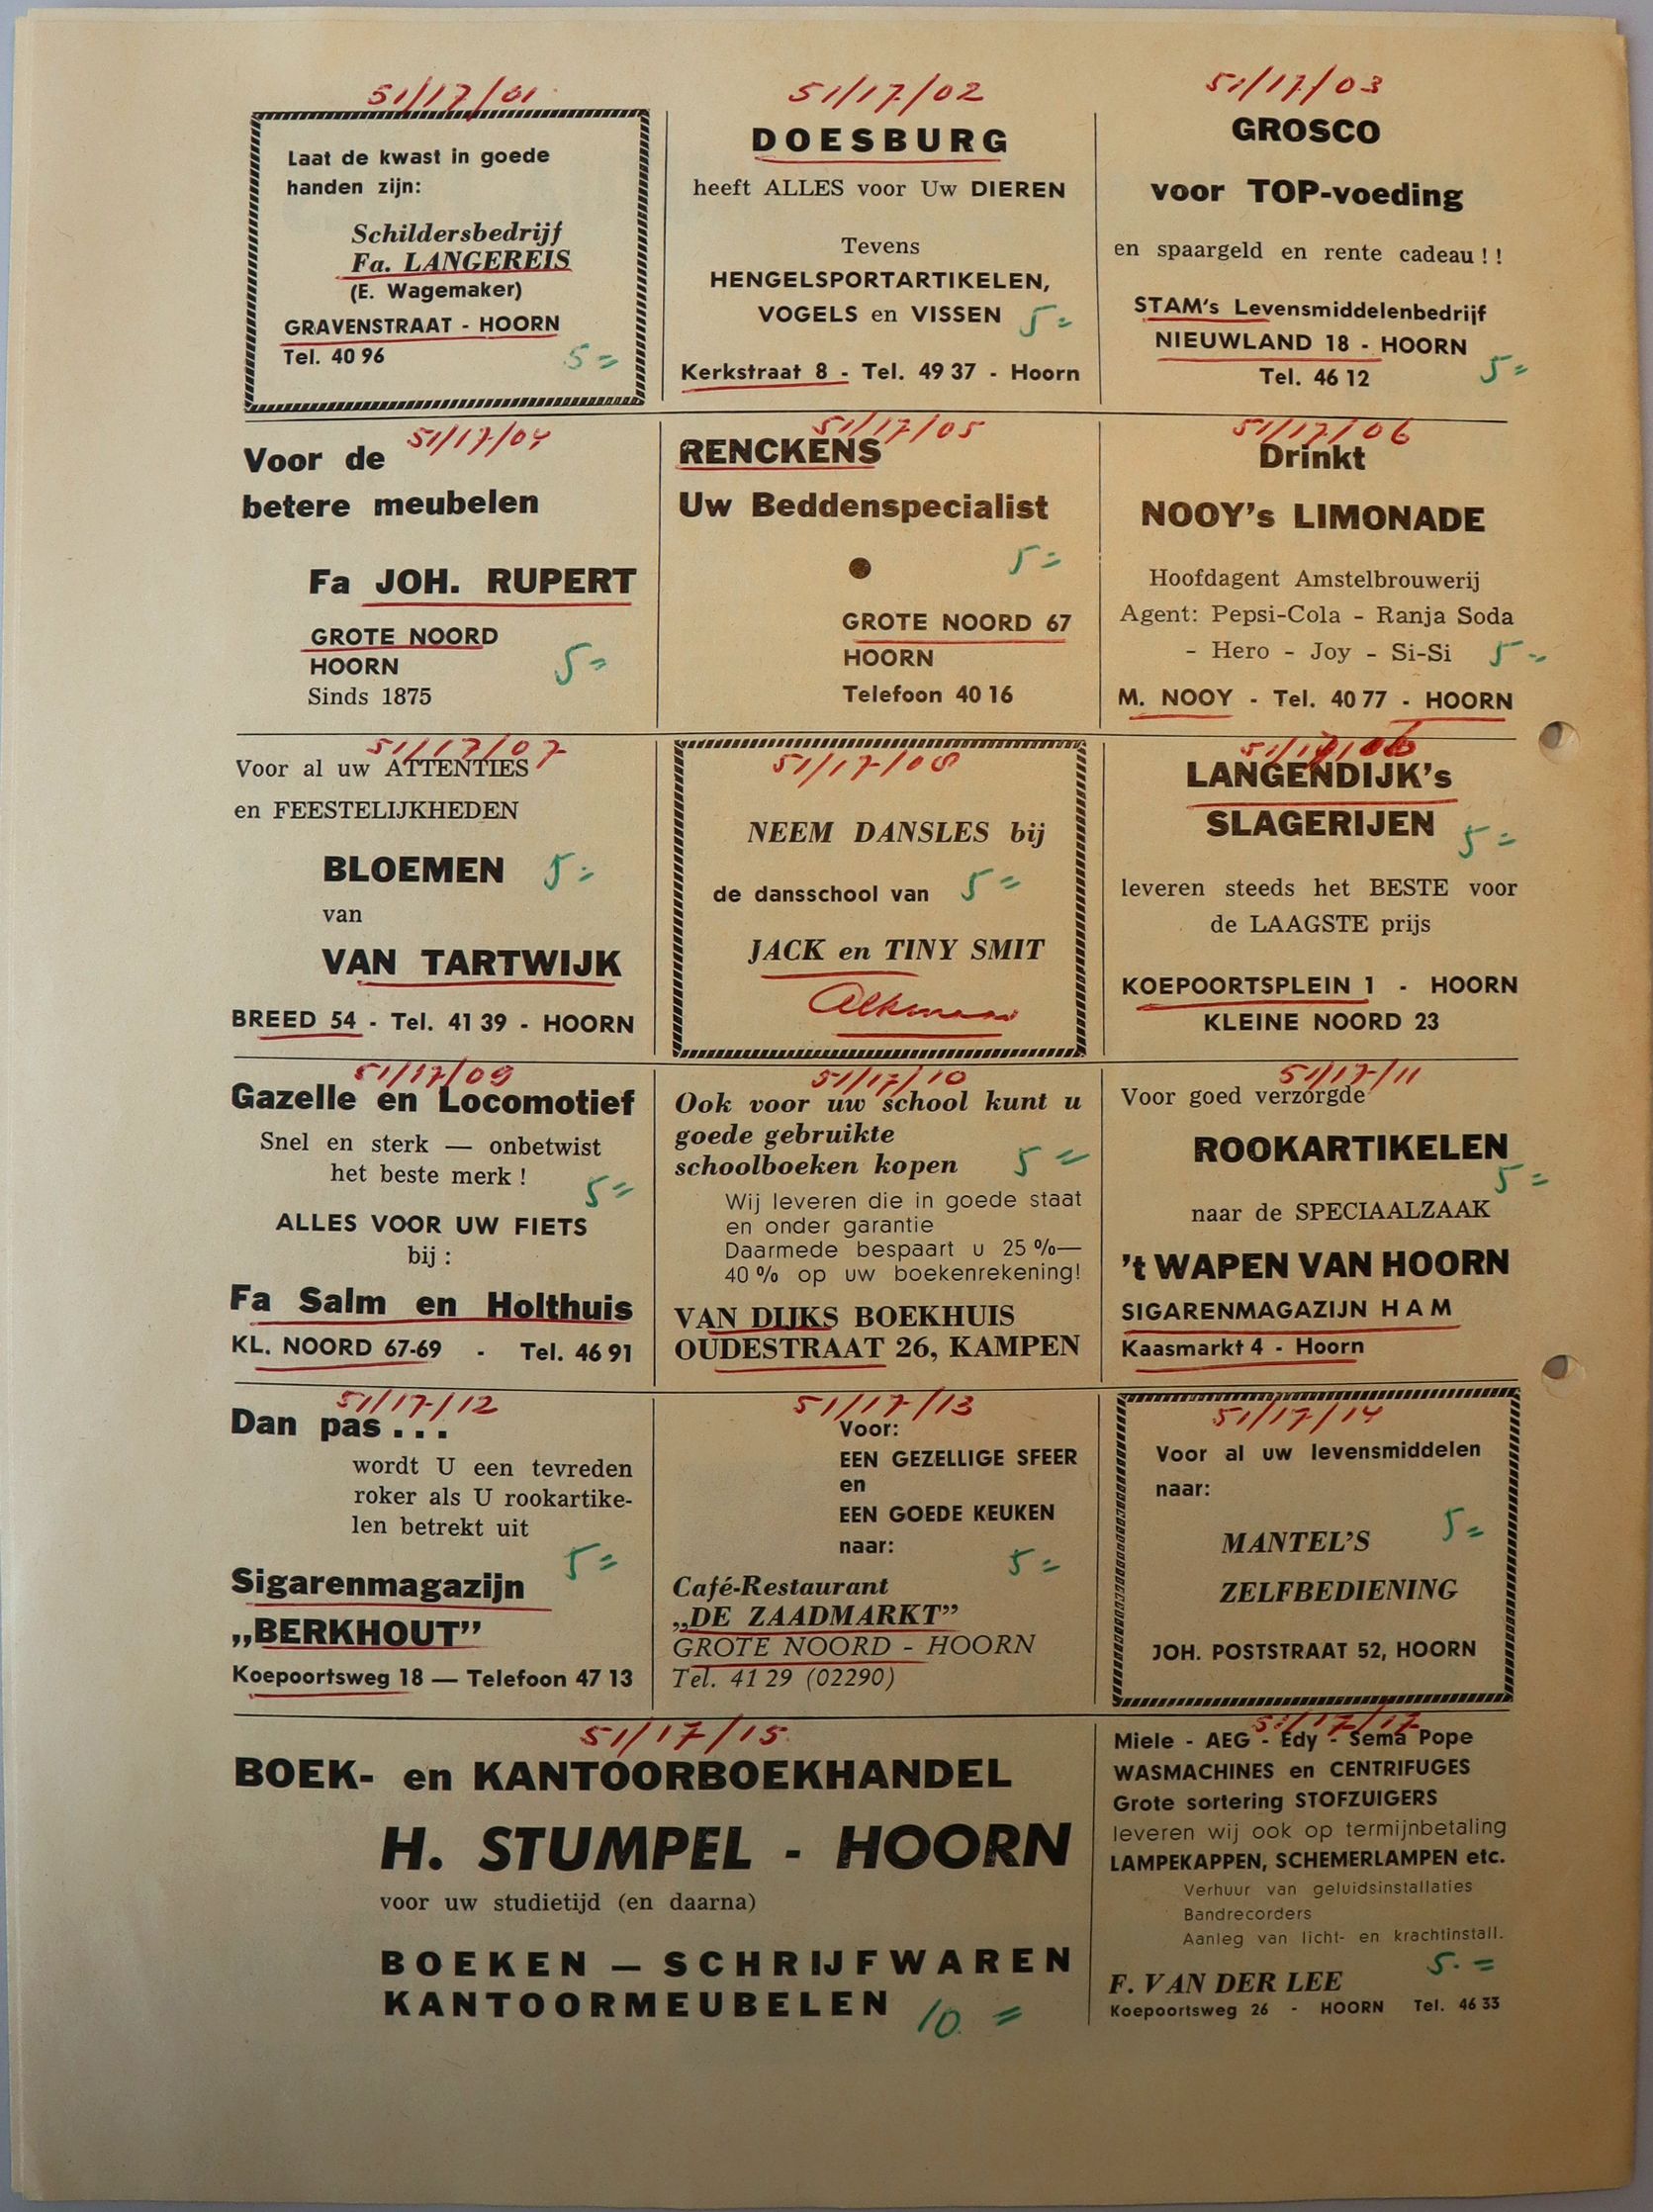 51/17/01
Laat de kwast in goede
handen zijn:
Schildersbedrijf
Fa. LANGEREIS
(E. Wagemaker)
GRAVENSTRAAT - HOORN
Tel. 40 96
5=
51/17/02
DOESBURG
heeft ALLES voor Uw DIEREN
Tevens
HENGELSPORTARTIKELEN,
VOGELS en VISSEN 5=
Kerkstraat 8 - Tel. 49 37 - Hoorn
51/17/03
GROSCO
voor TOP-voeding
en spaargeld en rente cadeau ! !
STAM's Levensmiddelenbedrijf
NIEUWLAND 18 - HOORN
Tel. 46 12
5=
51/17/04
Voor de
betere meubelen
Fa JOH. RUPERT
GROTE NOORD
HOORN
Sinds 1875
5=
51/17/05
RENCKENS
Uw Beddenspecialist
5=
GROTE NOORD 67
HOORN
Telefoon 40 16
51/17/06
Drinkt
NOOY's LIMONADE
Hoofdagent Amstelbrouwerij
Agent: Pepsi-Cola - Ranja Soda
- Hero - Joy - Si-Si 5=
M. NOOY - Tel. 40 77 - HOORN
51/17/07
Voor al uw ATTENTIES
en FEESTELIJKHEDEN
BLOEMEN 5=
van
VAN TARTWIJK
BREED 54 - Tel. 41 39 - HOORN
51/17/08
NEEM DANSLES bij
de dansschool van 5=
JACK en TINY SMIT
Alkmaar
LANGENDIJK's
SLAGERIJEN 5=
leveren steeds het BESTE voor
de LAAGSTE prijs
KOEPOORTSPLEIN 1 - HOORN
KLEINE NOORD 23
51/17/09
Gazelle en Locomotief
Snel en sterk — onbetwist
het beste merk !
5=
ALLES VOOR UW FIETS
bij :
Fa Salm en Holthuis
KL. NOORD 67-69 - Tel. 46 91
51/17/10
Ook voor uw school kunt u
goede gebruikte
schoolboeken kopen 5=
Wij leveren die in goede staat
en onder garantie
Daarmede bespaart u 25 %—
40 % op uw boekenrekening!
VAN DIJKS BOEKHUIS
OUDESTRAAT 26, KAMPEN
51/17/11
Voor goed verzorgde
ROOKARTIKELEN
5=
naar de SPECIAALZAAK
't WAPEN VAN HOORN
SIGARENMAGAZIJN HAM
Kaasmarkt 4 - Hoorn
51/17/12
Dan pas . . .
wordt U een tevreden
roker als U rookartike-
len betrekt uit
5=
Sigarenmagazijn
„BERKHOUT”
Koepoortsweg 18 — Telefoon 47 13
51/17/13
Voor:
EEN GEZELLIGE SFEER
en
EEN GOEDE KEUKEN
naar:
5=
Café-Restaurant
„DE ZAADMARKT”
GROTE NOORD - HOORN
Tel. 41 29 (02290)
51/17/14
Voor al uw levensmiddelen
naar:
5=
MANTEL'S
ZELFBEDIENING
JOH. POSTSTRAAT 52, HOORN
51/17/15
BOEK- en KANTOORBOEKHANDEL
H. STUMPEL - HOORN
voor uw studietijd (en daarna)
BOEKEN — SCHRIJFWAREN
KANTOORMEUBELEN 10.=
51/17/17
Miele - AEG - Edy - Sema Pope
WASMACHINES en CENTRIFUGES
Grote sortering STOFZUIGERS
leveren wij ook op termijnbetaling
LAMPEKAPPEN, SCHEMERLAMPEN etc.
Verhuur van geluidsinstallaties
Bandrecorders
Aanleg van licht- en krachtinstall.
5.=
F. VAN DER LEE
Koepoortsweg 26 - HOORN Tel. 46 33